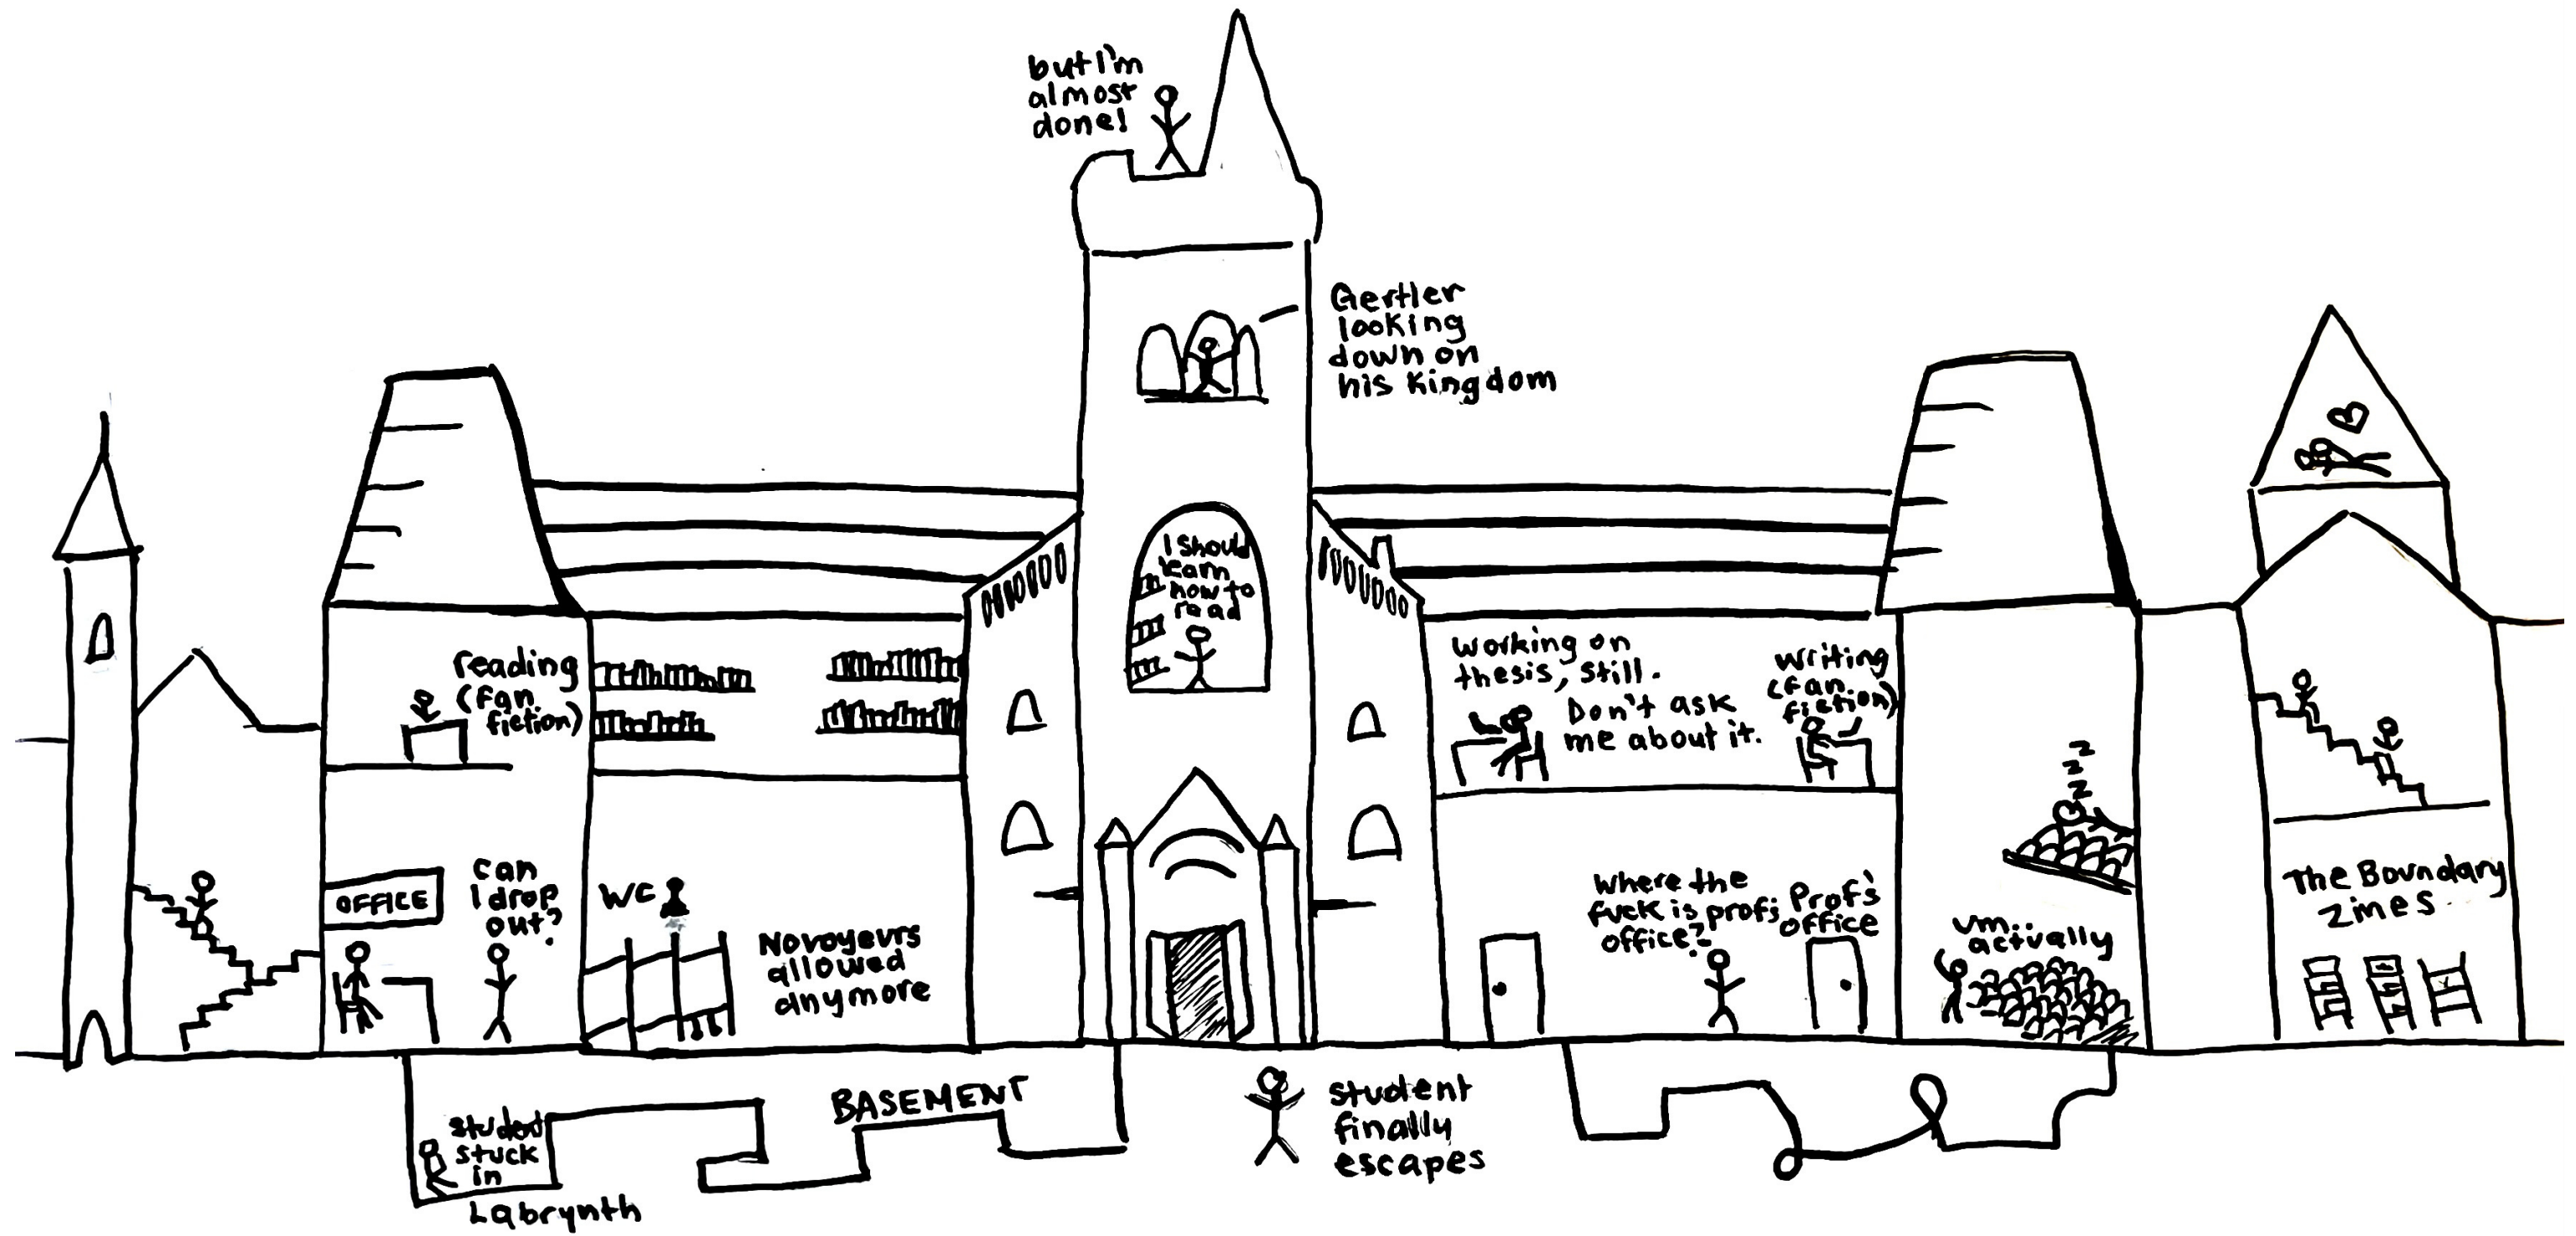 but I'm
almost
done!
Gertler
looking
down on
his kingdom
I should
learn
how to
read
reading
(fan
fiction)
working on
thesis, still.
Don't ask
me about it.
writing
(fan
fiction)
z
z
z
OFFICE
can
I drop
out?
WC
No voyeurs
allowed
anymore
where the
fuck is profs
office?
Prof's
office
um..
actually
The Boundary
zines
BASEMENT
student
stuck
in
Labrynth
student
finally
escapes